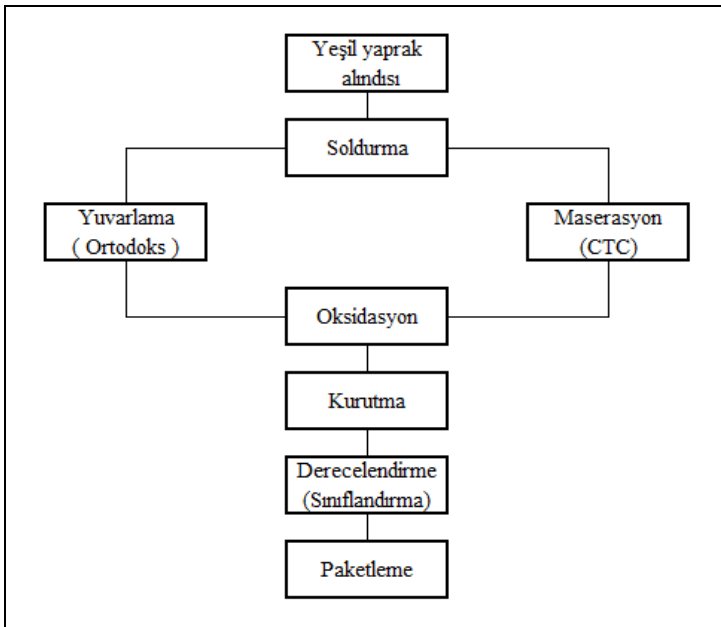 Yeşil yaprak
alındısı
Soldurma
Yuvarlama
( Ortodoks )
Maserasyon
(CTC)
Oksidasyon
Kurutma
Derecelendirme
(Sınıflandırma)
Paketleme